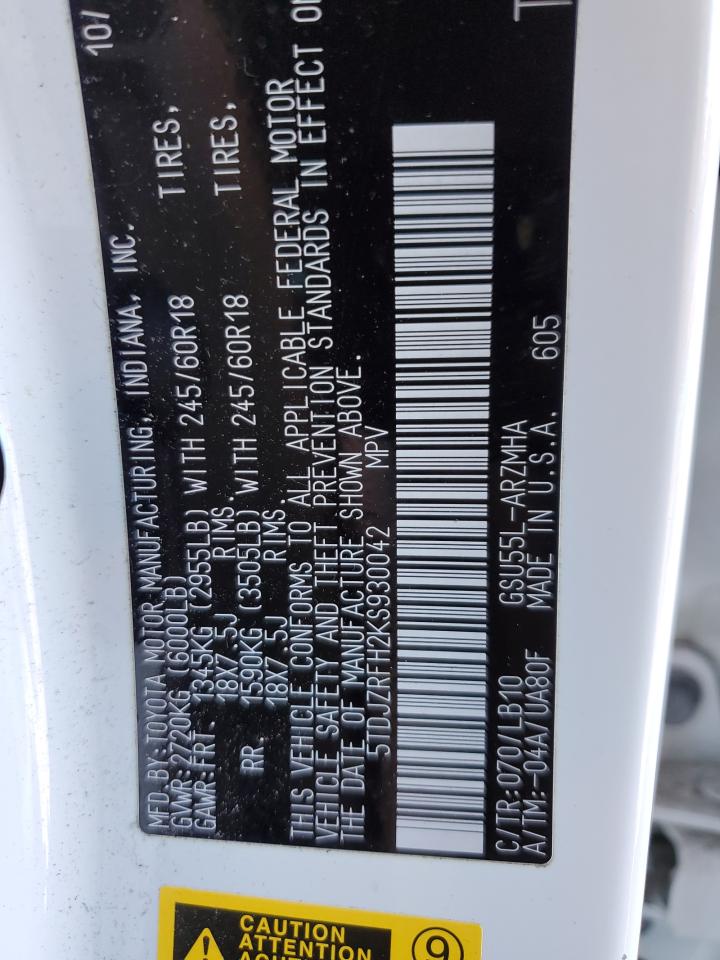 MFD.BY:TOYOTA MOTOR MANUFACTURING, INDIANA, INC. 10/
GVWR:2720KG(6000LB)
GAWR:FRT. 1345KG (2955LB) WITH 245/60R18 TIRES,
18X7.5J RIMS.
RR. 1590KG (3505LB) WITH 245/60R18 TIRES,
18X7.5J RIMS.
THIS VEHICLE CONFORMS TO ALL APPLICABLE FEDERAL MOTOR
VEHICLE SAFETY AND THEFT PREVENTION STANDARDS IN EFFECT
THE DATE OF MANUFACTURE SHOWN ABOVE.
5TDJZRFH2KS930042 MPV
C/TR:070/LB10 GSU55L-ARZMHA 605
A/TM:-04A/UA80F MADE IN U.S.A.
CAUTION
ATTENTION
9